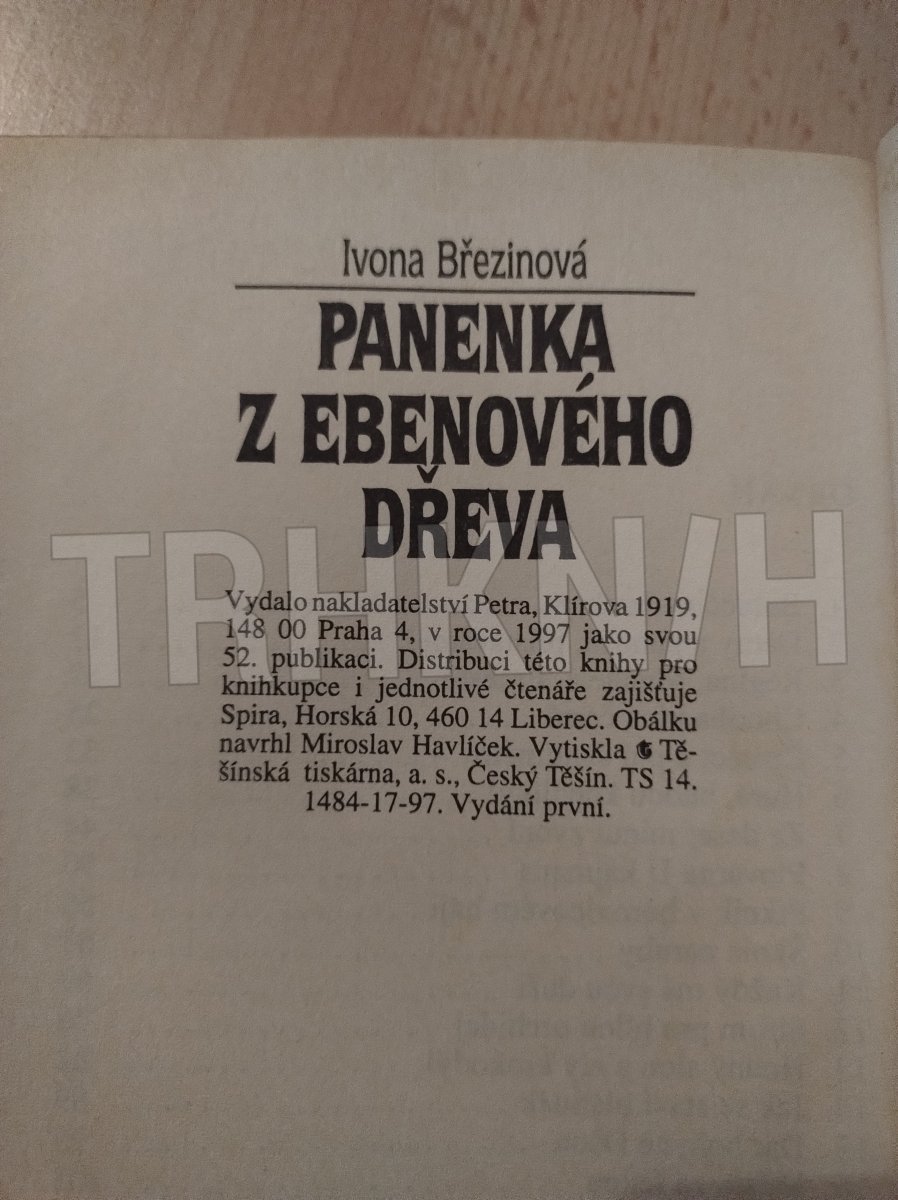 Ivona Březinová
PANENKA
Z EBENOVÉHO
DŘEVA
TRHKNIH
Vydalo nakladatelství Petra, Klírova 1919,
148 00 Praha 4, v roce 1997 jako svou
52. publikaci. Distribuci této knihy pro
knihkupce i jednotlivé čtenáře zajišťuje
Spira, Horská 10, 460 14 Liberec. Obálku
navrhl Miroslav Havlíček. Vytiskla Tě-
šínská tiskárna, a. s., Český Těšín. TS 14.
1484-17-97. Vydání první.